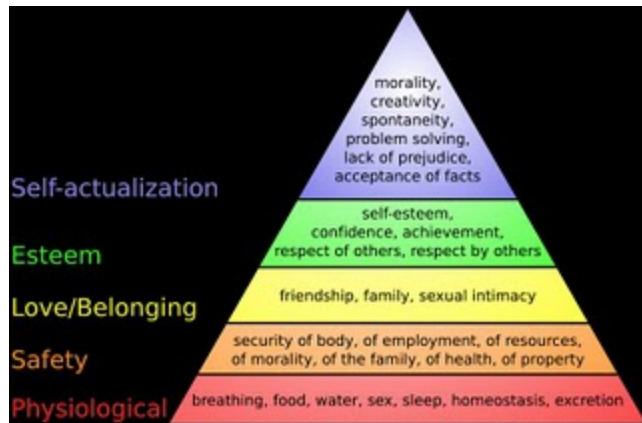 morality,
creativity,
spontaneity,
problem solving,
lack of prejudice,
acceptance of facts
Self-actualization
self-esteem,
confidence, achievement,
respect of others, respect by others
Esteem
friendship, family, sexual intimacy
Love/Belonging
security of body, of employment, of resources,
of morality, of the family, of health, of property
Safety
breathing, food, water, sex, sleep, homeostasis, excretion
Physiological